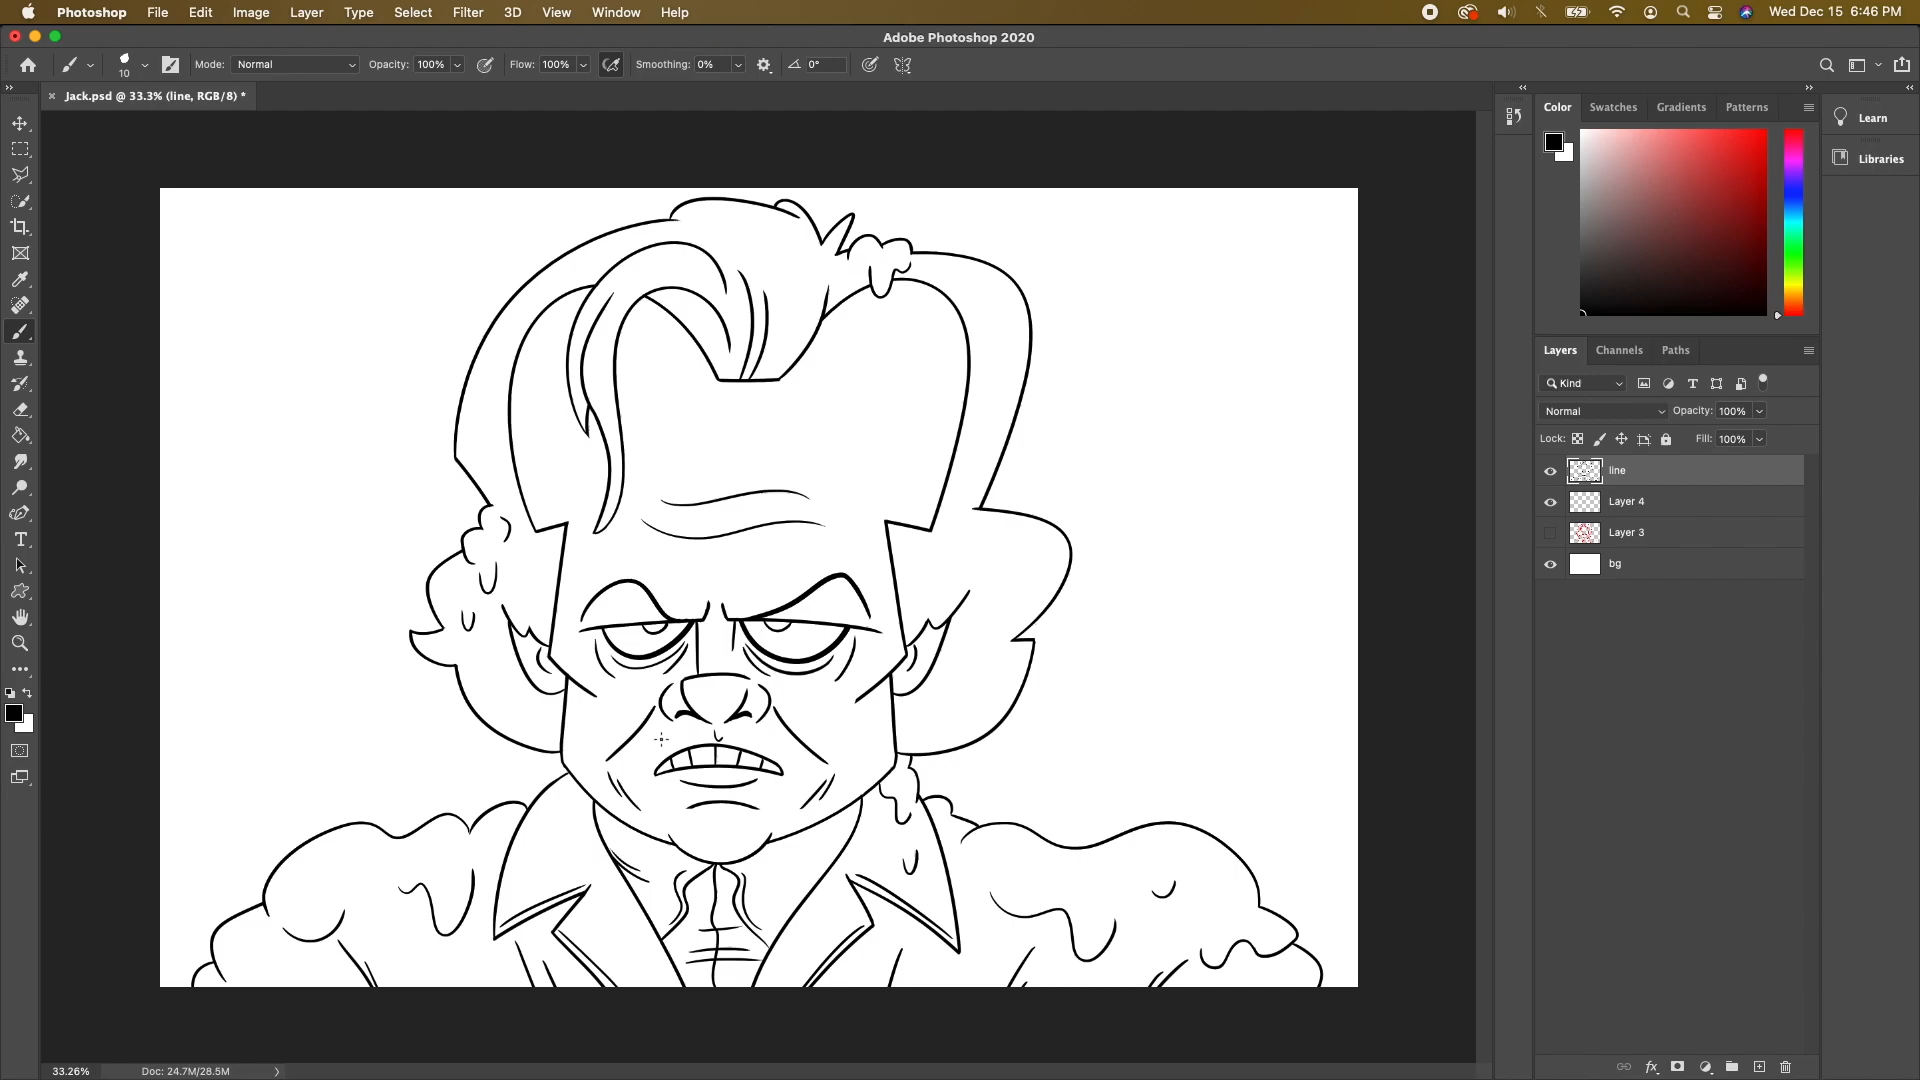 Photoshop File Edit Image Layer Type Select Filter 3D View Window Help Wed Dec 15 6:46 PM
Adobe Photoshop 2020
10 Mode: Normal Opacity: 100% Flow: 100% Smoothing: 0% 0°
Jack.psd @ 33.3% (line, RGB/8) *
Color Swatches Gradients Patterns
Learn
Libraries
Layers Channels Paths
Kind
Normal Opacity: 100%
Lock: Fill: 100%
line
Layer 4
Layer 3
bg
33.26% Doc: 24.7M/28.5M